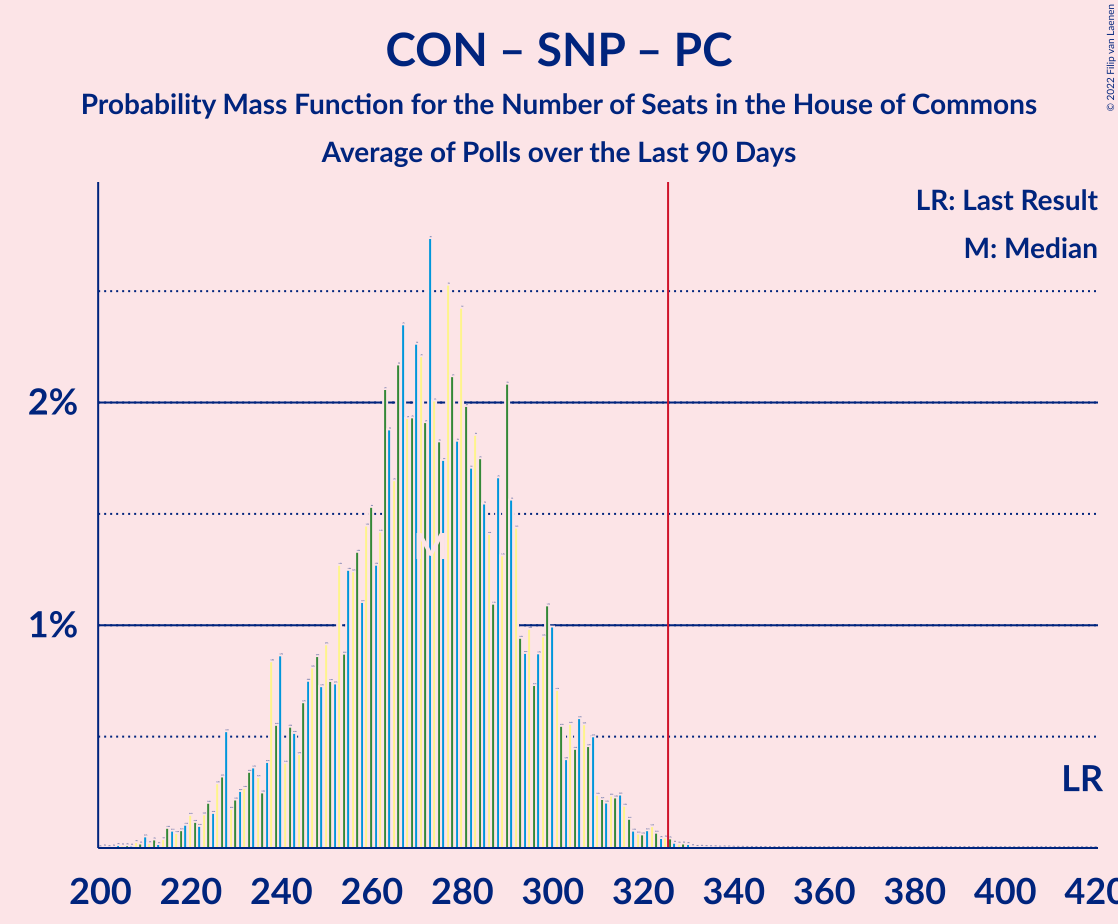 CON – SNP – PC
Probability Mass Function for the Number of Seats in the House of Commons
Average of Polls over the Last 90 Days
© 2022 Filip van Laenen
LR: Last Result
M: Median
2%
1%
M
LR
200 220 240 260 280 300 320 340 360 380 400 420